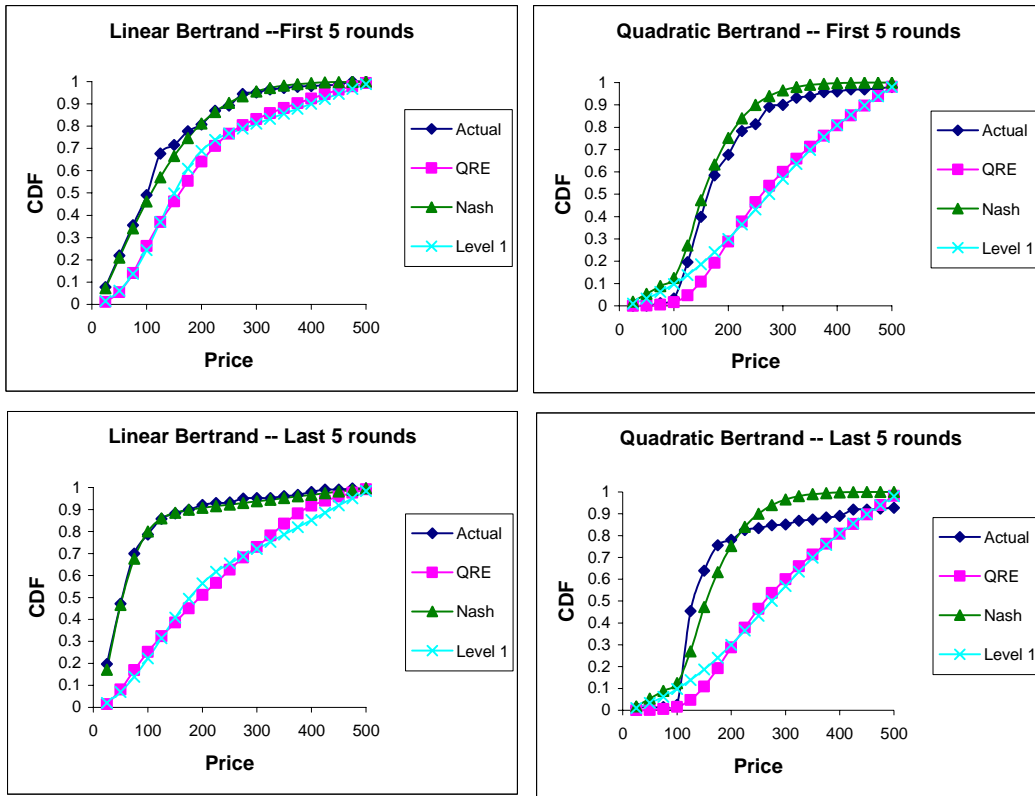 Linear Bertrand --First 5 rounds
CDF
1
0.9
0.8
0.7
0.6
0.5
0.4
0.3
0.2
0.1
0
0 100 200 300 400 500
Price
Actual
QRE
Nash
Level 1
Quadratic Bertrand -- First 5 rounds
CDF
1
0.9
0.8
0.7
0.6
0.5
0.4
0.3
0.2
0.1
0
0 100 200 300 400 500
Price
Actual
QRE
Nash
Level 1
Linear Bertrand -- Last 5 rounds
CDF
1
0.9
0.8
0.7
0.6
0.5
0.4
0.3
0.2
0.1
0
0 100 200 300 400 500
Price
Actual
QRE
Nash
Level 1
Quadratic Bertrand -- Last 5 rounds
CDF
1
0.9
0.8
0.7
0.6
0.5
0.4
0.3
0.2
0.1
0
0 100 200 300 400 500
Price
Actual
QRE
Nash
Level 1